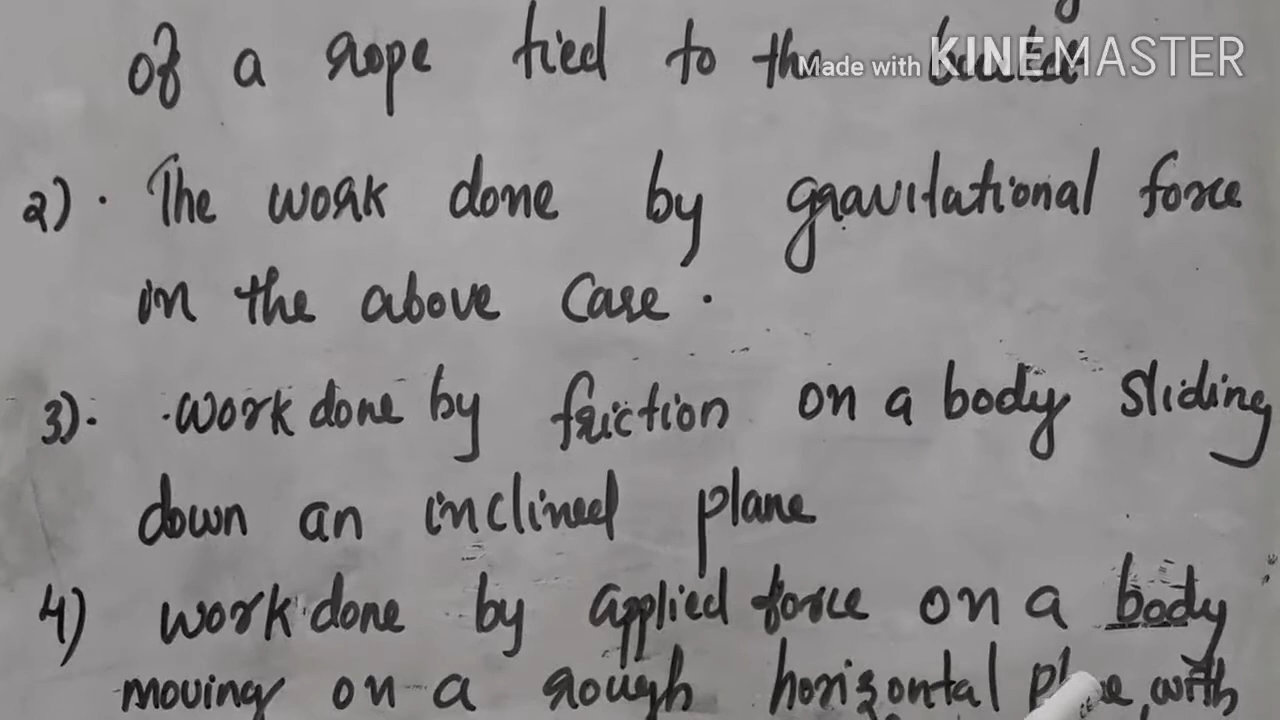 of a rope tied to the
Made with KINEMASTER
2). The work done by gravitational force
in the above case.
3). work done by friction on a body sliding
down an inclined plane
4) work done by applied force on a body
moving on a rough horizontal with